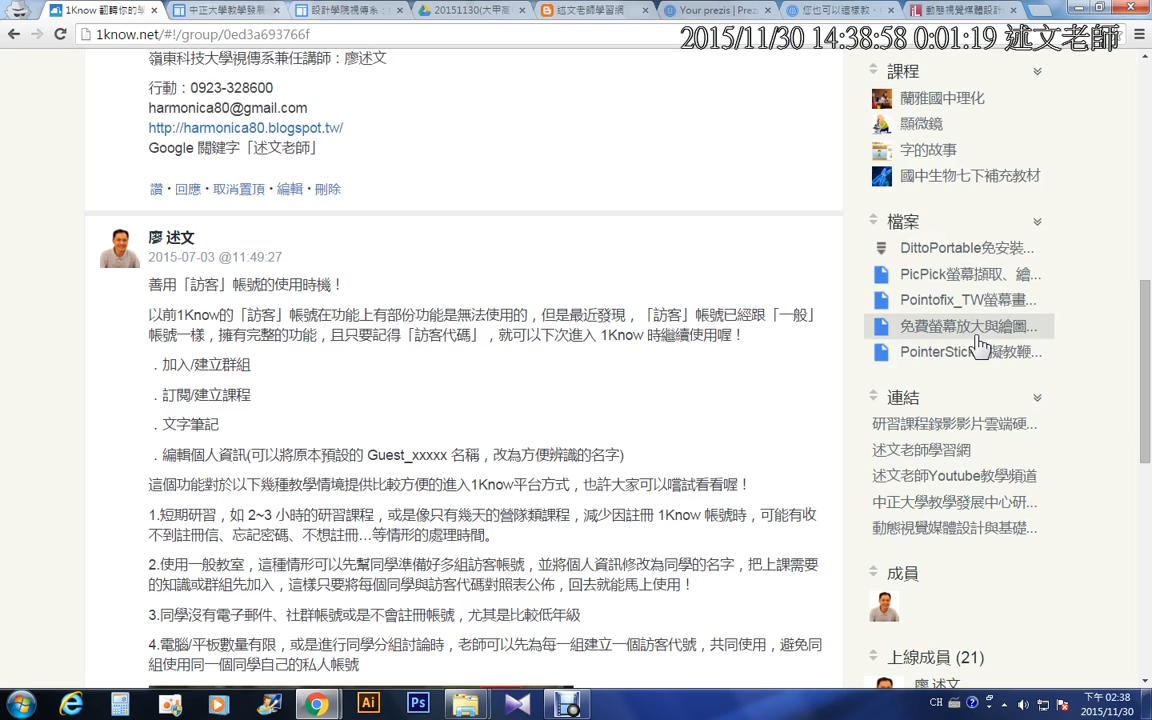 1Know 翻轉你的學
中正大學教學發展
設計學院視傳系：
20151130(大甲高
述文老師學習網
Your prezis | Prez
您也可以這樣教
動態視覺媒體設計
1know.net/#!/group/0ed3a693766f
2015/11/30 14:38:58 0:01:19 述文老師
嶺東科技大學視傳系兼任講師：廖述文
行動：0923-328600
harmonica80@gmail.com
http://harmonica80.blogspot.tw/
Google 關鍵字「述文老師」
讚・回應・取消置頂・編輯・刪除
廖 述文
2015-07-03 @11:49:27
善用「訪客」帳號的使用時機！
以前1Know的「訪客」帳號在功能上有部份功能是無法使用的，但是最近發現，「訪客」帳號已經跟「一般」
帳號一樣，擁有完整的功能，且只要記得「訪客代碼」，就可以下次進入 1Know 時繼續使用喔！
．加入/建立群組
．訂閱/建立課程
．文字筆記
．編輯個人資訊(可以將原本預設的 Guest_xxxxx 名稱，改為方便辨識的名字)
這個功能對於以下幾種教學情境提供比較方便的進入1Know平台方式，也許大家可以嚐試看看喔！
1.短期研習，如 2~3 小時的研習課程，或是像只有幾天的營隊類課程，減少因註冊 1Know 帳號時，可能有收
不到註冊信、忘記密碼、不想註冊…等情形的處理時間。
2.使用一般教室，這種情形可以先幫同學準備好多組訪客帳號，並將個人資訊修改為同學的名字，把上課需要
的知識或群組先加入，這樣只要將每個同學與訪客代碼對照表公佈，回去就能馬上使用！
3.同學沒有電子郵件、社群帳號或是不會註冊帳號，尤其是比較低年級
4.電腦/平板數量有限，或是進行同學分組討論時，老師可以先為每一組建立一個訪客代號，共同使用，避免同
組使用同一個同學自己的私人帳號
課程
蘭雅國中理化
顯微鏡
字的故事
國中生物七下補充教材
檔案
DittoPortable免安裝...
PicPick螢幕擷取、繪...
Pointofix_TW螢幕畫...
免費螢幕放大與繪圖...
PointerStick 擬教鞭...
連結
研習課程錄影影片雲端硬...
述文老師學習網
述文老師Youtube教學頻道
中正大學教學發展中心研...
動態視覺媒體設計與基礎...
成員
上線成員 (21)
廖 述文
Ai
Ps
CH
下午 02:38
2015/11/30